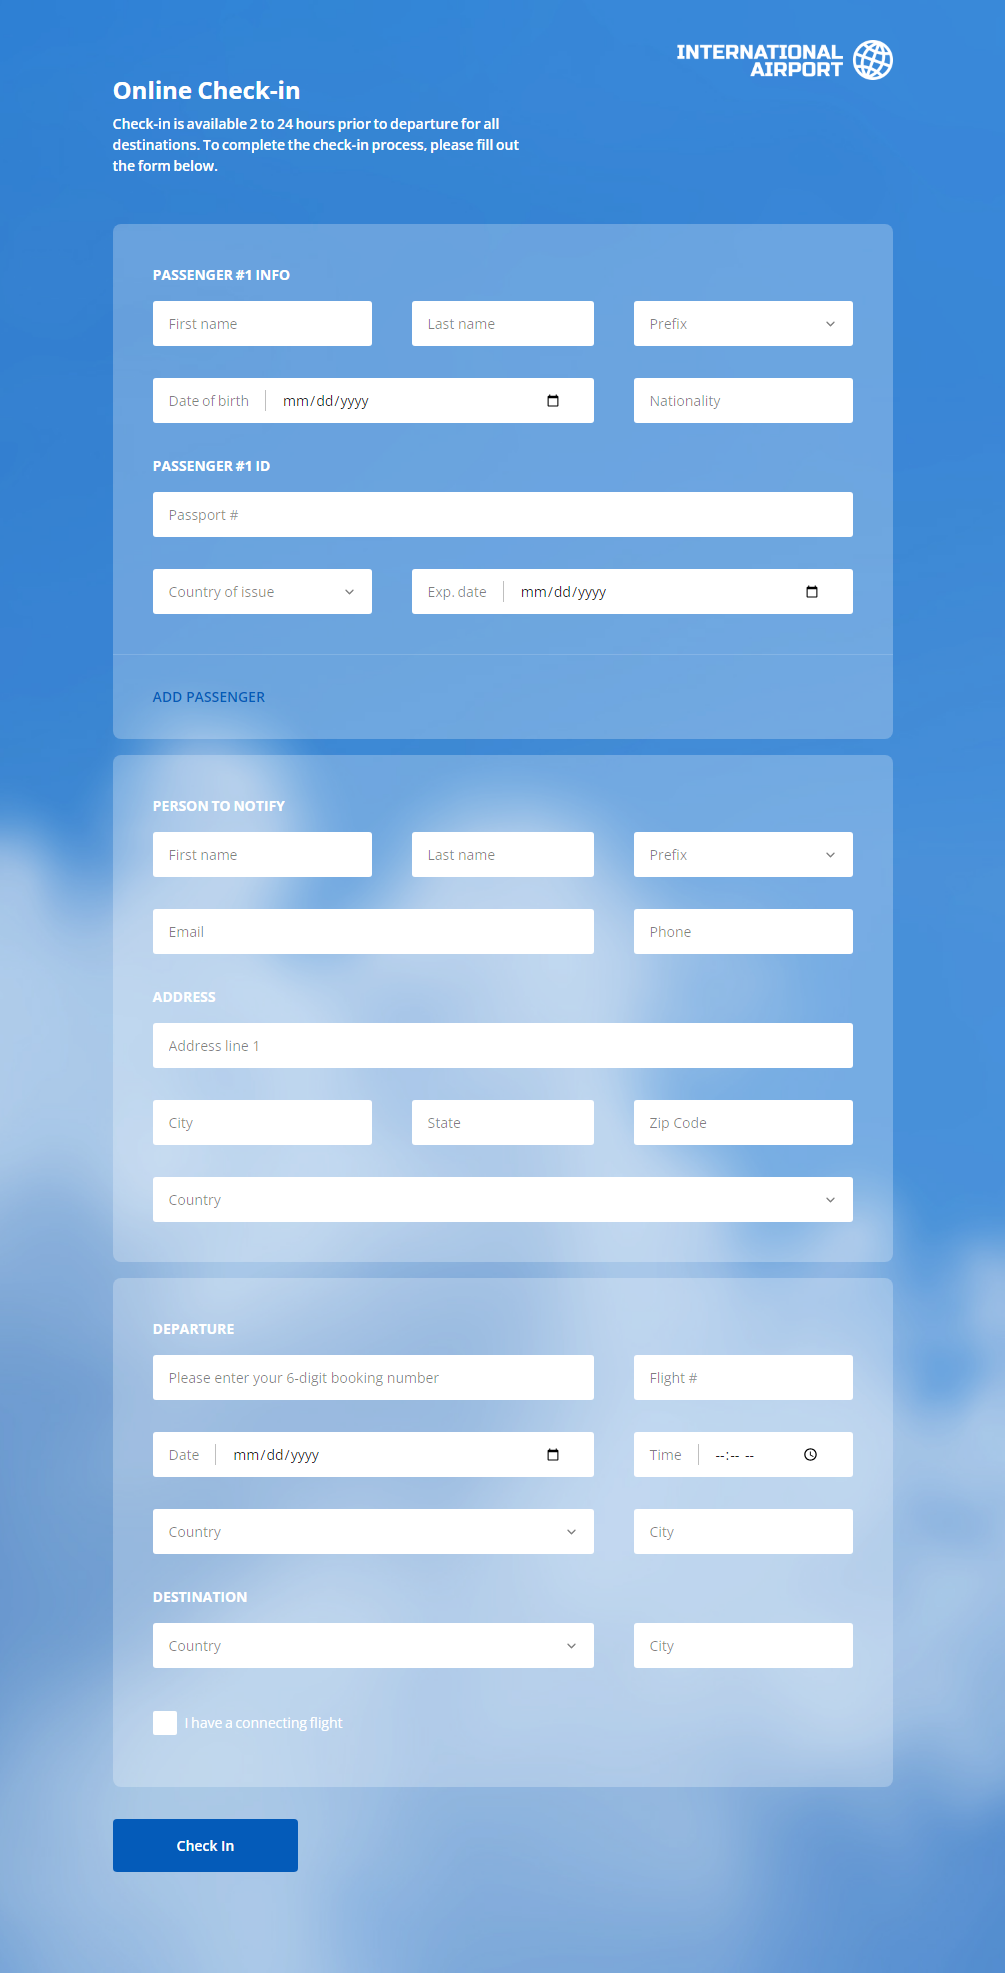 INTERNATIONAL
AIRPORT
Online Check-in
Check-in is available 2 to 24 hours prior to departure for all
destinations. To complete the check-in process, please fill out
the form below.
PASSENGER #1 INFO
First name Last name Prefix
Date of birth mm/dd/yyyy Nationality
PASSENGER #1 ID
Passport #
Country of issue Exp. date mm/dd/yyyy
ADD PASSENGER
PERSON TO NOTIFY
First name Last name Prefix
Email Phone
ADDRESS
Address line 1
City State Zip Code
Country
DEPARTURE
Please enter your 6-digit booking number Flight #
Date mm/dd/yyyy Time --:-- --
Country City
DESTINATION
Country City
I have a connecting flight
Check In